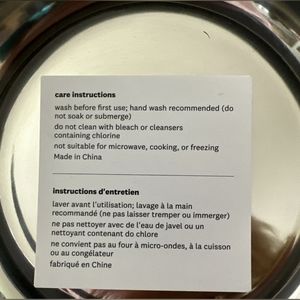 care instructions
wash before first use; hand wash recommended (do
not soak or submerge)
do not clean with bleach or cleansers
containing chlorine
not suitable for microwave, cooking, or freezing
Made in China
instructions d'entretien
laver avant l'utilisation; lavage à la main
recommandé (ne pas laisser tremper ou immerger)
ne pas nettoyer avec de l'eau de javel ou un
nettoyant contenant du chlore
ne convient pas au four à micro-ondes, à la cuisson
ou au congélateur
fabriqué en Chine